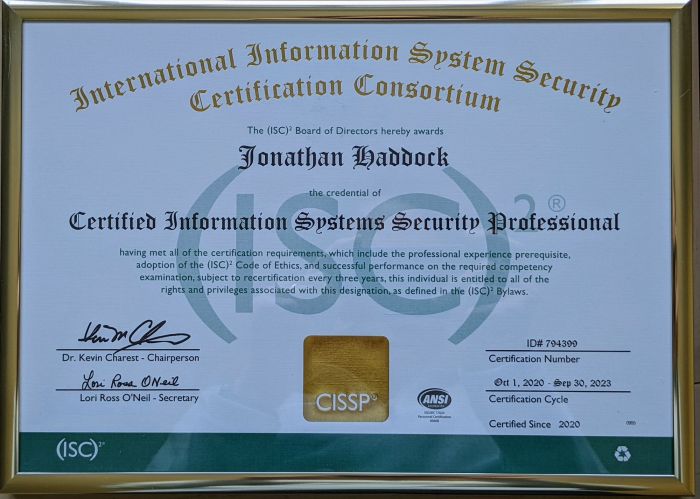 International Information System Security
Certification Consortium
The (ISC)² Board of Directors hereby awards
Jonathan Haddock
the credential of
Certified Information Systems Security Professional
having met all of the certification requirements, which include the professional experience prerequisite,
adoption of the (ISC)² Code of Ethics, and successful performance on the required competency
examination, subject to recertification every three years, this individual is entitled to all of the
rights and privileges associated with this designation, as defined in the (ISC)² Bylaws.
(ISC)²®
Dr. Kevin Charest - Chairperson
Lori Ross O'Neil
Lori Ross O'Neil - Secretary
CISSP®
ANSI
ID# 794399
Certification Number
Oct 1, 2020 - Sep 30, 2023
Certification Cycle
Certified Since 2020
(ISC)²®